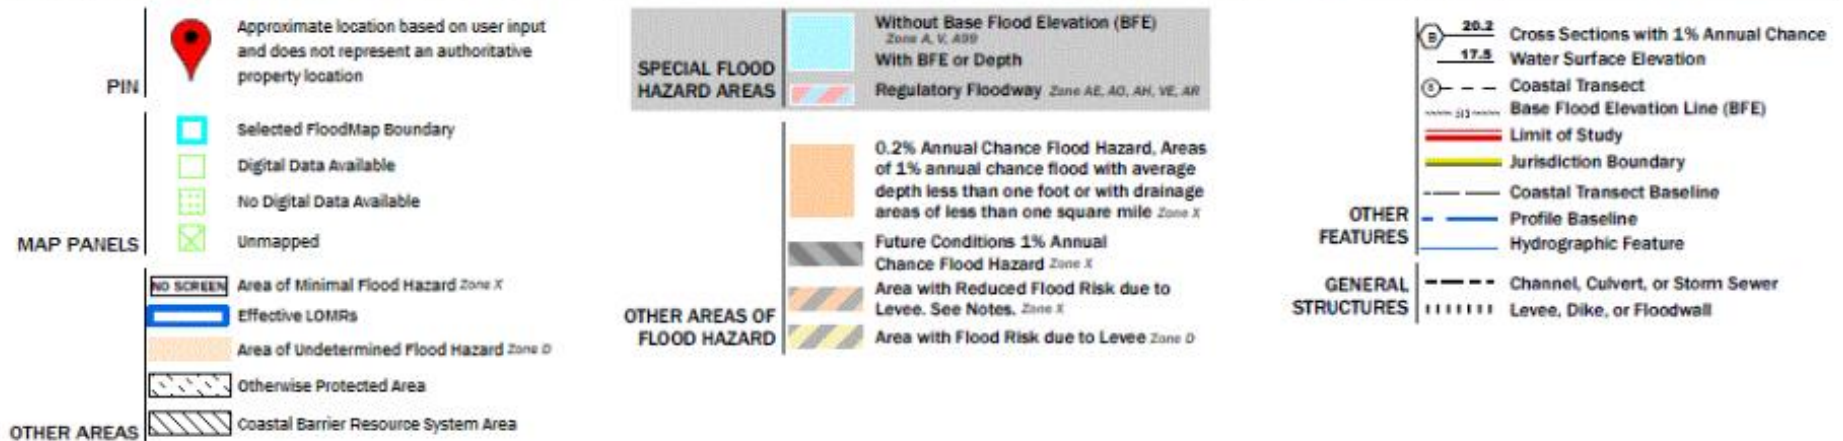 Approximate location based on user input
and does not represent an authoritative
property location
PIN
Selected FloodMap Boundary
Digital Data Available
No Digital Data Available
Unmapped
MAP PANELS
NO SCREEN Area of Minimal Flood Hazard Zone X
Effective LOMRs
Area of Undetermined Flood Hazard Zone D
Otherwise Protected Area
Coastal Barrier Resource System Area
OTHER AREAS
Without Base Flood Elevation (BFE)
Zone A, V, A99
With BFE or Depth
Regulatory Floodway Zone AE, AO, AH, VE, AR
SPECIAL FLOOD
HAZARD AREAS
0.2% Annual Chance Flood Hazard, Areas
of 1% annual chance flood with average
depth less than one foot or with drainage
areas of less than one square mile Zone X
Future Conditions 1% Annual
Chance Flood Hazard Zone X
Area with Reduced Flood Risk due to
Levee. See Notes. Zone X
Area with Flood Risk due to Levee Zone D
OTHER AREAS OF
FLOOD HAZARD
B 20.2 Cross Sections with 1% Annual Chance
17.5 Water Surface Elevation
Coastal Transect
Base Flood Elevation Line (BFE)
Limit of Study
Jurisdiction Boundary
Coastal Transect Baseline
Profile Baseline
Hydrographic Feature
OTHER
FEATURES
Channel, Culvert, or Storm Sewer
Levee, Dike, or Floodwall
GENERAL
STRUCTURES